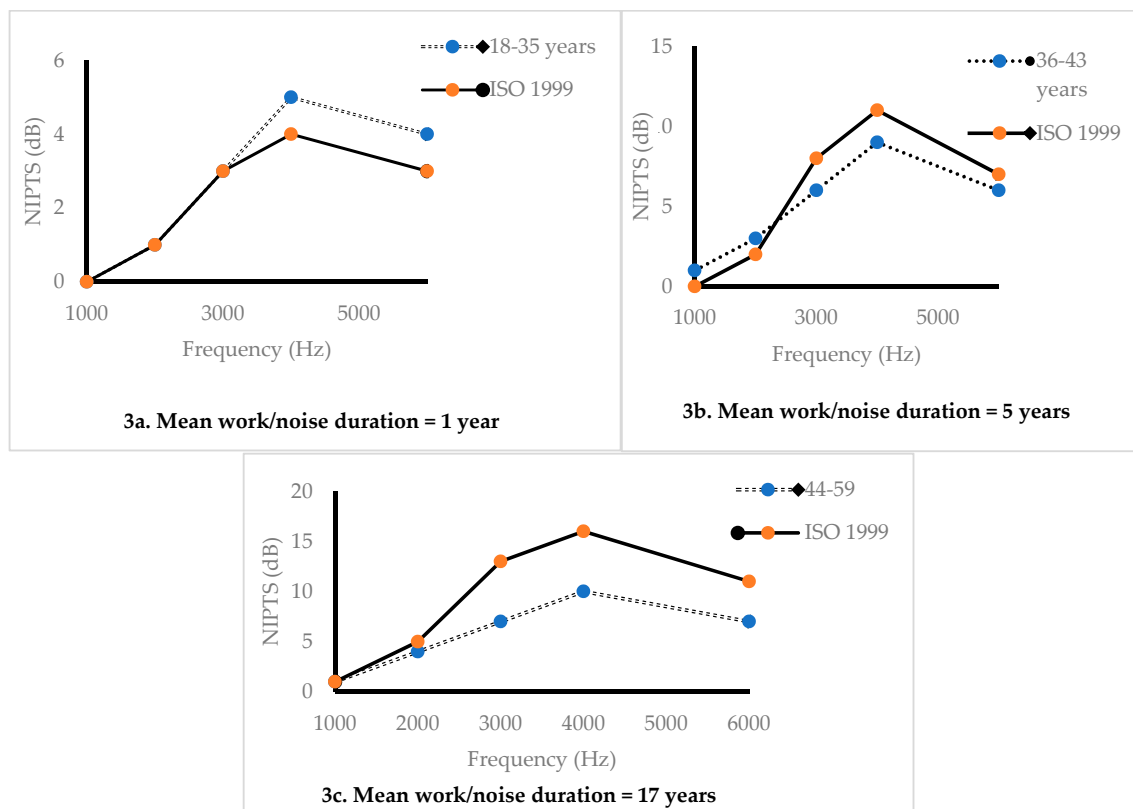 6
4
2
0
NIPTS (dB)
1000 3000 5000
Frequency (Hz)
18-35 years
ISO 1999
3a. Mean work/noise duration = 1 year
15
0
5
0
NIPTS (dB)
1000 3000 5000
Frequency (Hz)
36-43
years
ISO 1999
3b. Mean work/noise duration = 5 years
20
15
10
5
0
NIPTS (dB)
1000 2000 3000 4000 5000 6000
Frequency (Hz)
44-59
ISO 1999
3c. Mean work/noise duration = 17 years